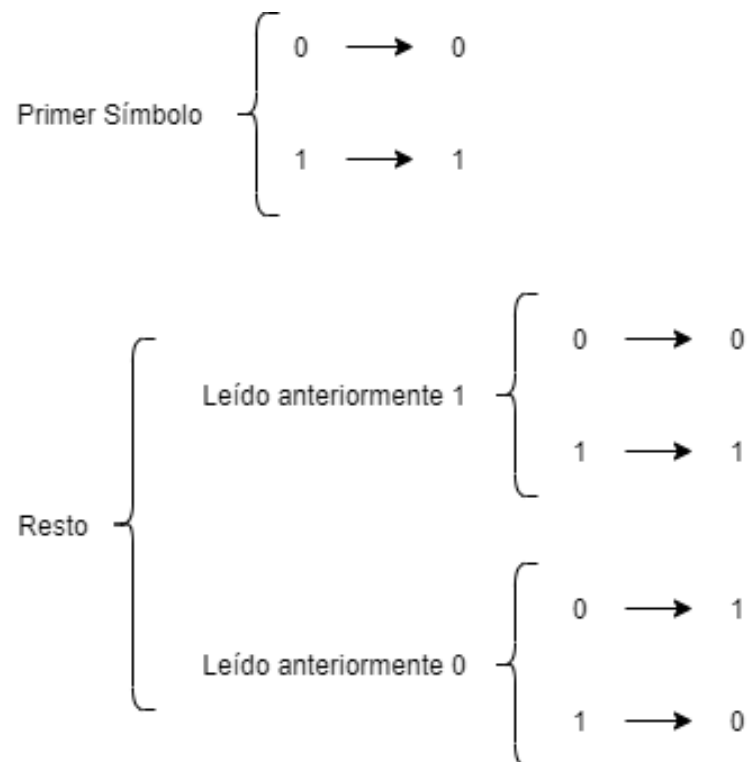 0 → 0
Primer Símbolo
1 → 1
0 → 0
Leído anteriormente 1
1 → 1
Resto
0 → 1
Leído anteriormente 0
1 → 0